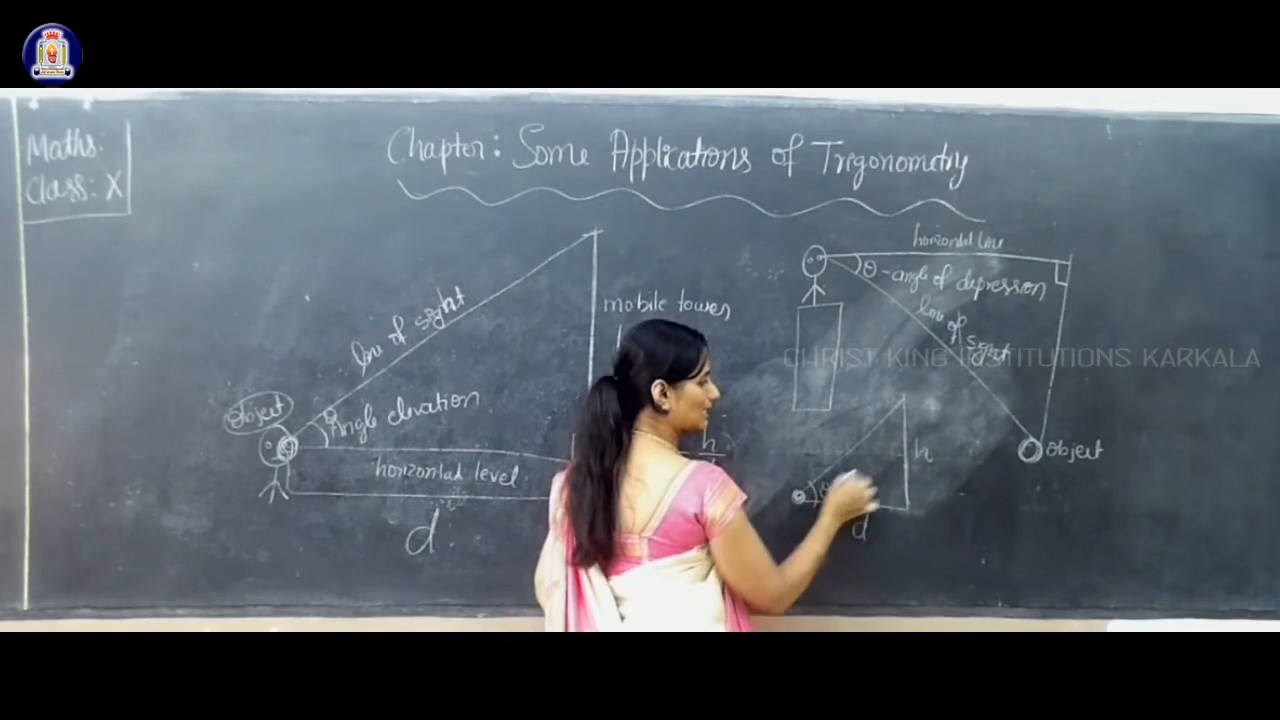 Maths.
Class: X
Chapter: Some Applications of Trigonometry
line of sight
mobile tower
Object
θ
Angle elevation
horizontal level
d.
h
horizontal line
θ - angle of depression
line of sight
Object
h
θ
d
CHRIST KING INSTITUTIONS KARKALA